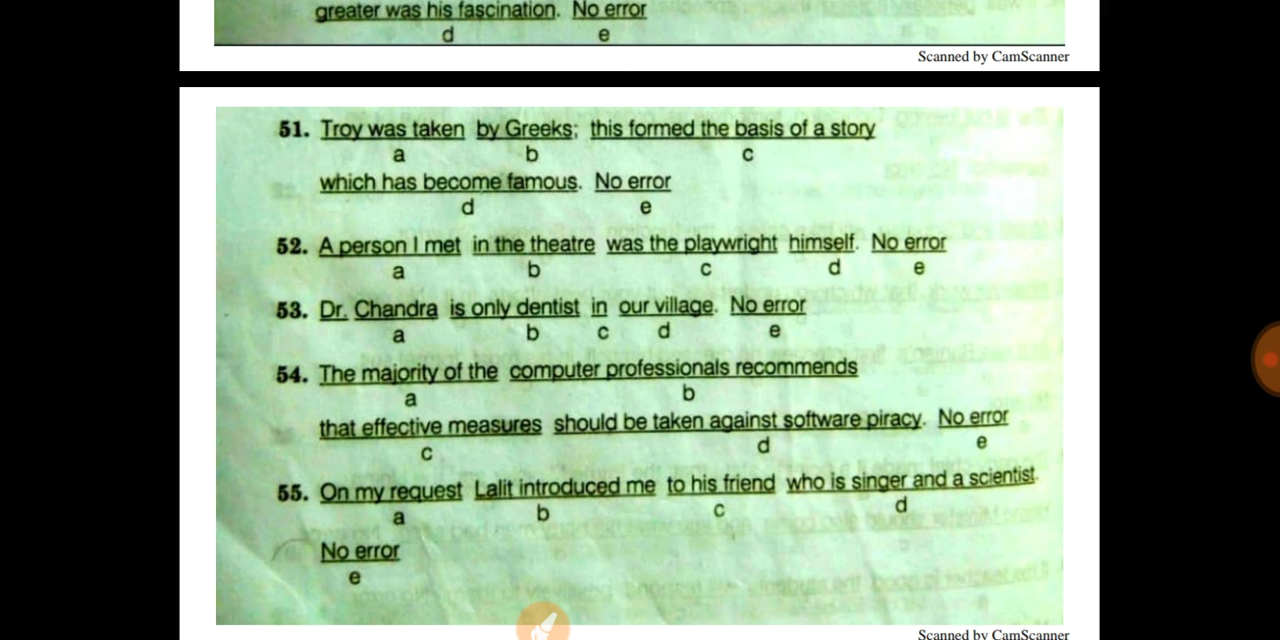 greater was his fascination. No error
d e
Scanned by CamScanner
51. Troy was taken by Greeks; this formed the basis of a story
a b c
which has become famous. No error
d e
52. A person I met in the theatre was the playwright himself. No error
a b c d e
53. Dr. Chandra is only dentist in our village. No error
a b c d e
54. The majority of the computer professionals recommends
a b
that effective measures should be taken against software piracy. No error
c d e
55. On my request Lalit introduced me to his friend who is singer and a scientist.
a b c d
No error
e
Scanned by CamScanner